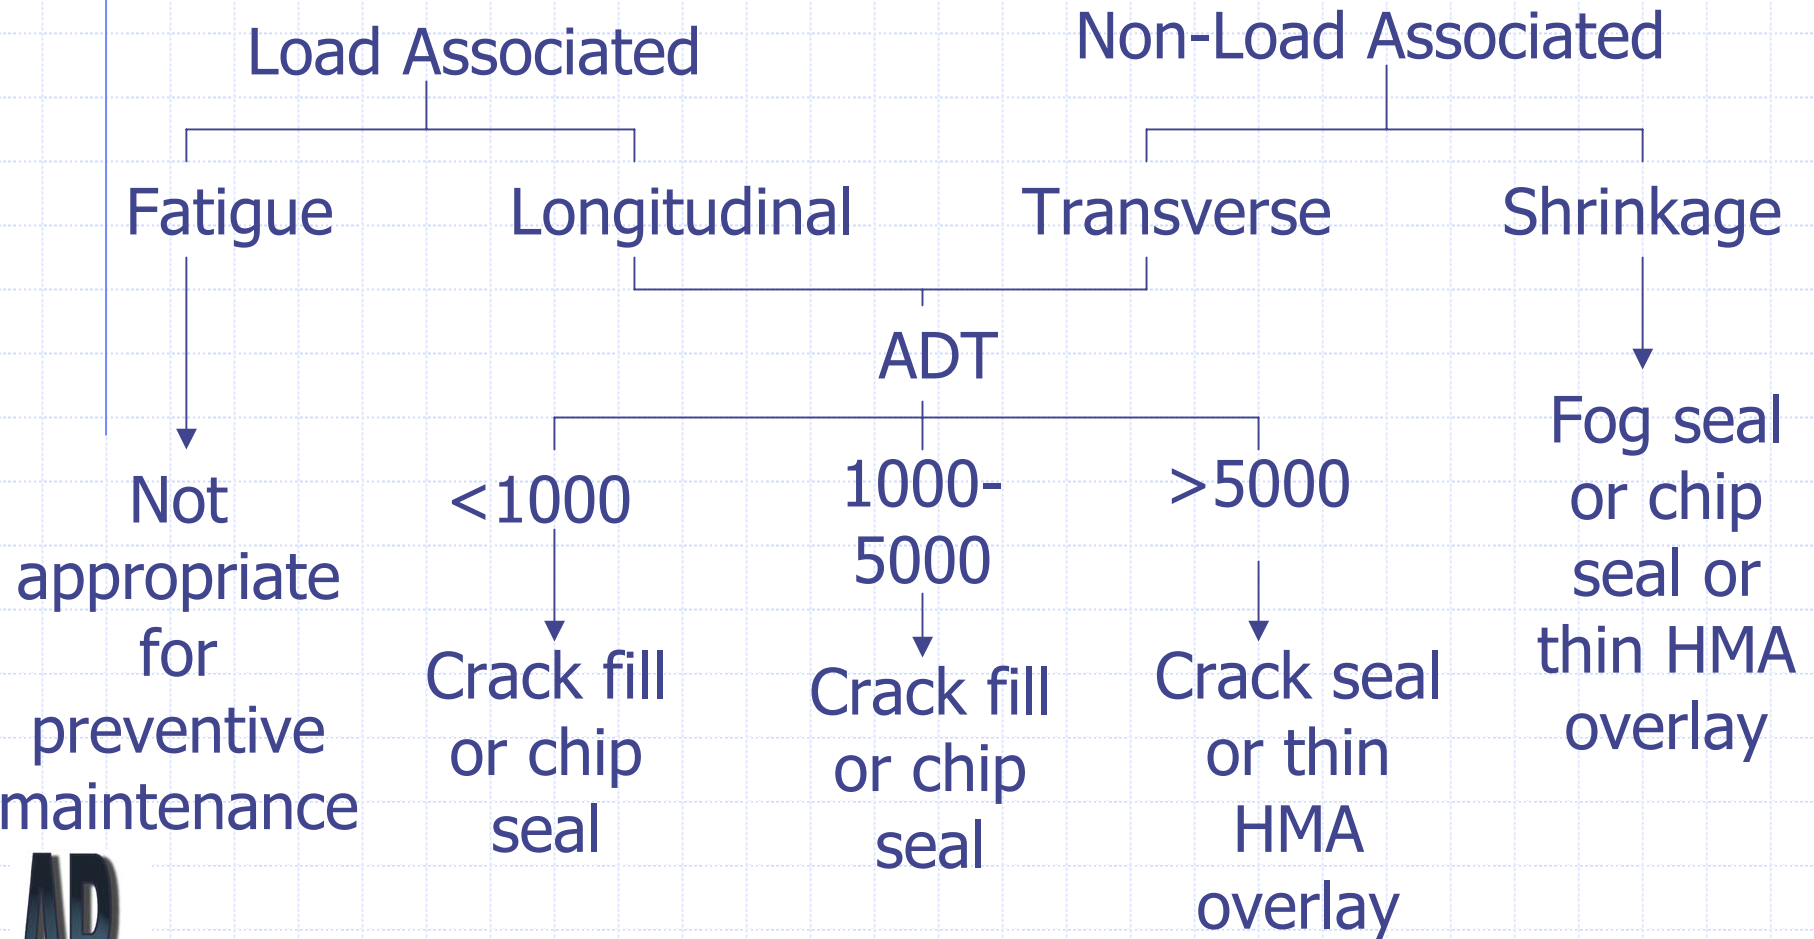 Load Associated
Non-Load Associated
Fatigue
Longitudinal
Transverse
Shrinkage
ADT
Not
appropriate
for
preventive
maintenance
<1000
Crack fill
or chip
seal
1000-
5000
Crack fill
or chip
seal
>5000
Crack seal
or thin
HMA
overlay
Fog seal
or chip
seal or
thin HMA
overlay